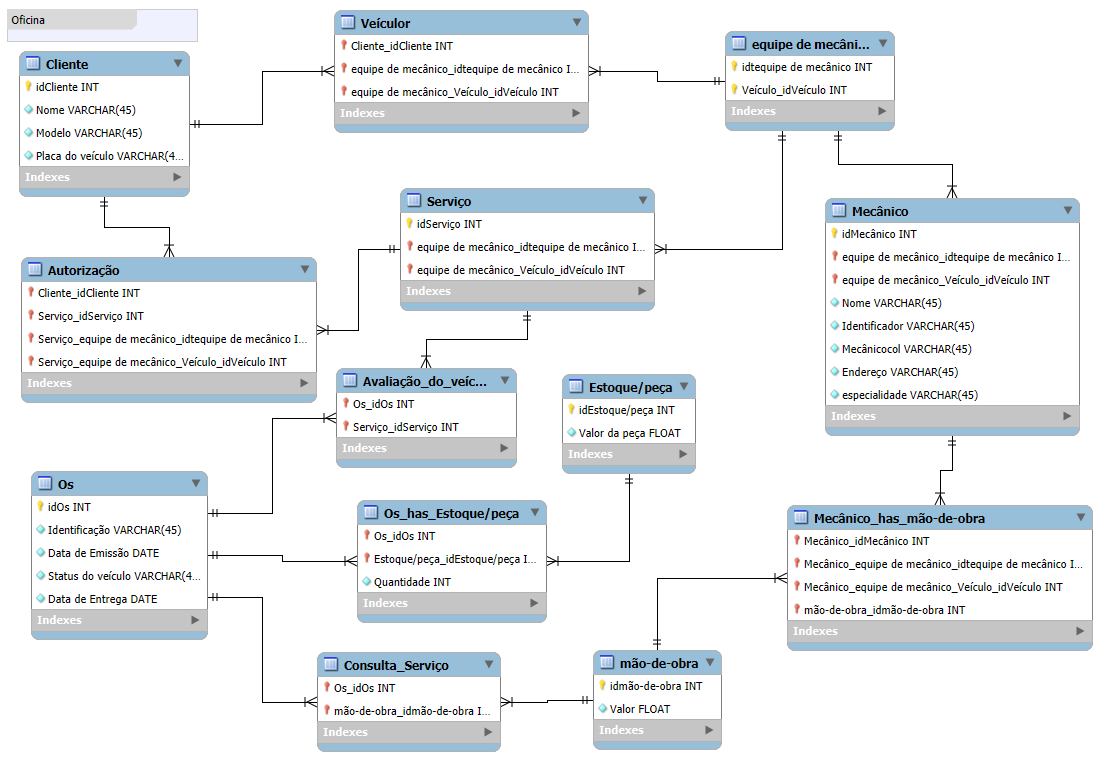 Oficina
Cliente
idCliente INT
Nome VARCHAR(45)
Modelo VARCHAR(45)
Placa do veículo VARCHAR(4...
Indexes
Veículor
Cliente_idCliente INT
equipe de mecânico_idtequipe de mecânico I...
equipe de mecânico_Veículo_idVeículo INT
Indexes
equipe de mecâni...
idtequipe de mecânico INT
Veículo_idVeículo INT
Indexes
Serviço
idServiço INT
equipe de mecânico_idtequipe de mecânico I...
equipe de mecânico_Veículo_idVeículo INT
Indexes
Mecânico
idMecânico INT
equipe de mecânico_idtequipe de mecânico I...
equipe de mecânico_Veículo_idVeículo INT
Nome VARCHAR(45)
Identificador VARCHAR(45)
Mecânicocol VARCHAR(45)
Endereço VARCHAR(45)
especialidade VARCHAR(45)
Indexes
Autorização
Cliente_idCliente INT
Serviço_idServiço INT
Serviço_equipe de mecânico_idtequipe de mecânico I...
Serviço_equipe de mecânico_Veículo_idVeículo INT
Indexes
Avaliação_do_veíc...
Os_idOs INT
Serviço_idServiço INT
Indexes
Estoque/peça
idEstoque/peça INT
Valor da peça FLOAT
Indexes
Os
idOs INT
Identificação VARCHAR(45)
Data de Emissão DATE
Status do veículo VARCHAR(4...
Data de Entrega DATE
Indexes
Os_has_Estoque/peça
Os_idOs INT
Estoque/peça_idEstoque/peça I...
Quantidade INT
Indexes
Mecânico_has_mão-de-obra
Mecânico_idMecânico INT
Mecânico_equipe de mecânico_idtequipe de mecânico I...
Mecânico_equipe de mecânico_Veículo_idVeículo INT
mão-de-obra_idmão-de-obra INT
Indexes
Consulta_Serviço
Os_idOs INT
mão-de-obra_idmão-de-obra I...
Indexes
mão-de-obra
idmão-de-obra INT
Valor FLOAT
Indexes